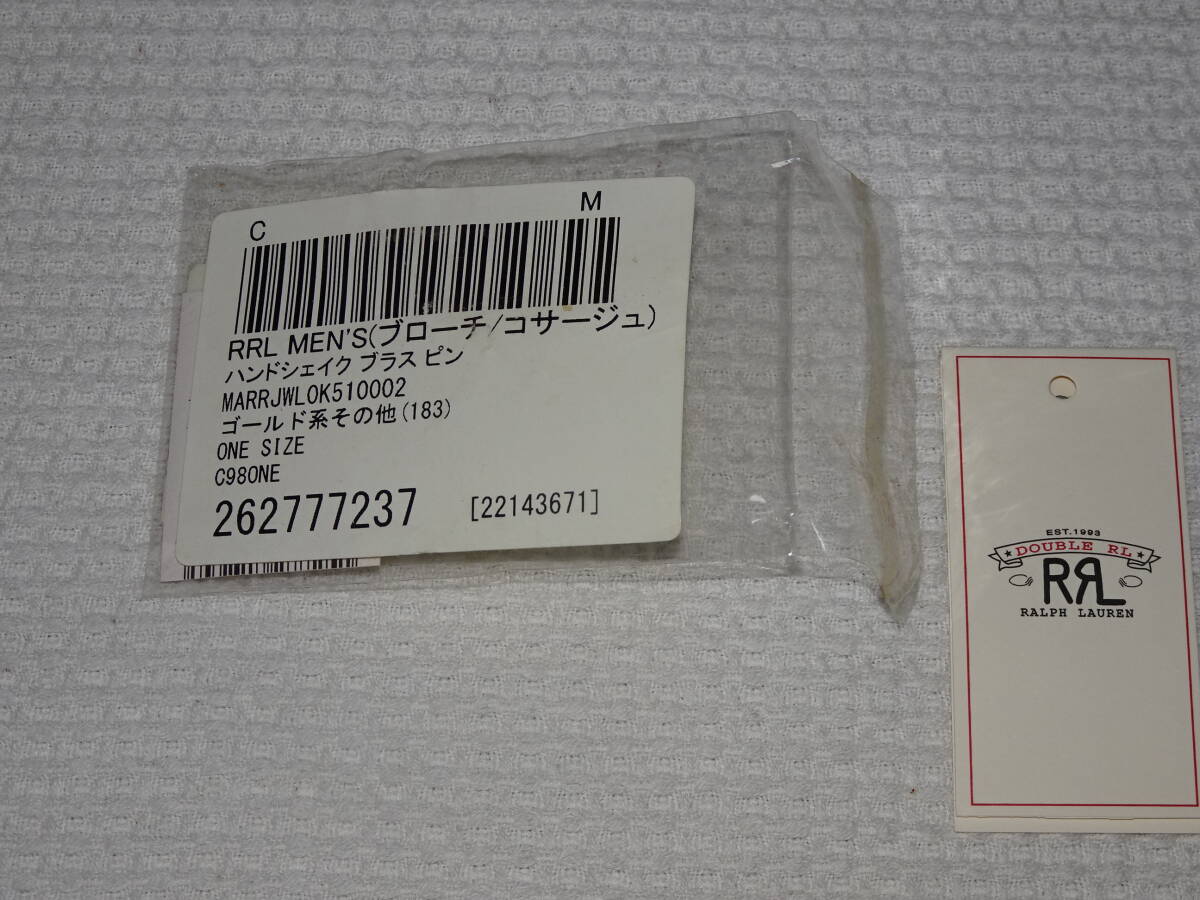 C M
RRL MEN'S(ブローチ/コサージュ)
ハンドシェイク ブラス ピン
MARRJWLOK510002
ゴールド系その他(183)
ONE SIZE
C98ONE
262777237 [22143671]
EST.1993
DOUBLE RL
RRL
RALPH LAUREN